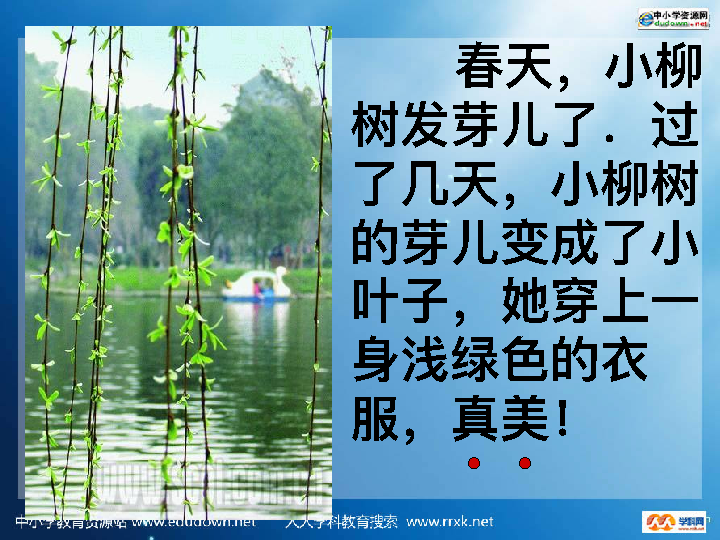 中小学资源网
edudown.net
春天，小柳
树发芽儿了．过
了几天，小柳树
的芽儿变成了小
叶子，她穿上一
身浅绿色的衣
服，真美！
中小学教育资源站 www.edudown.net
人人学科教育搜索 www.rrxk.net
学科网